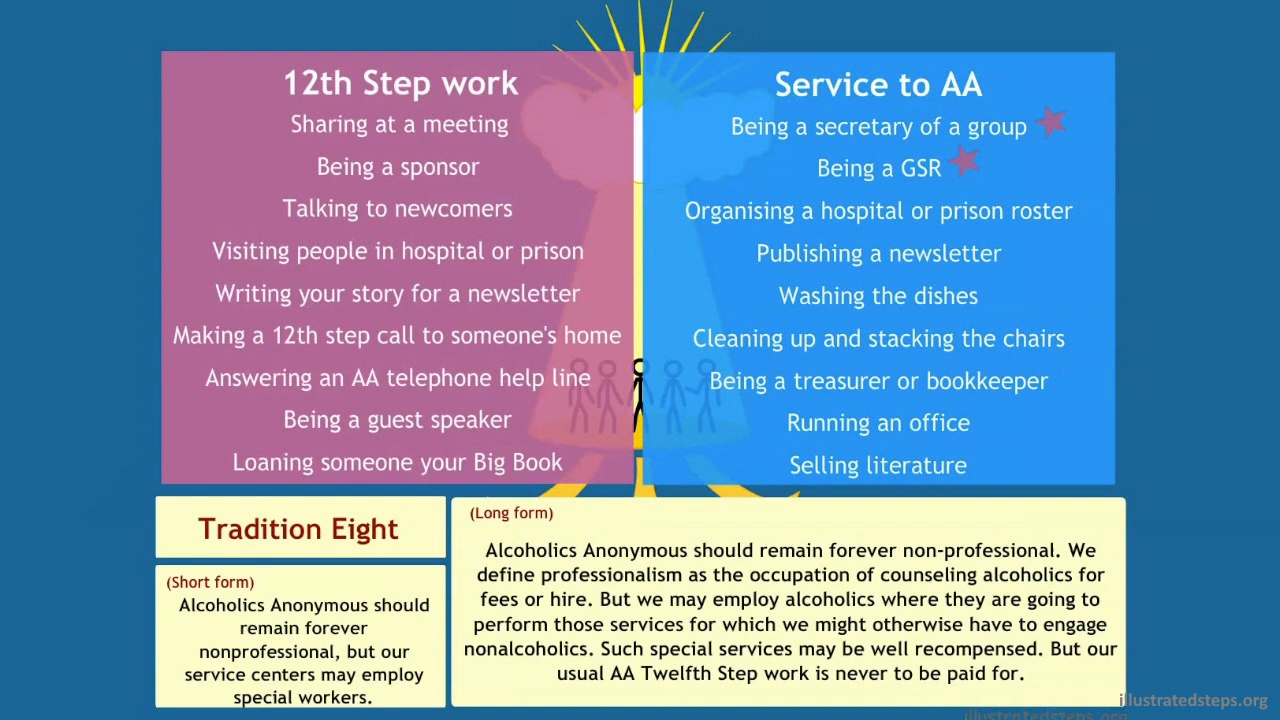 12th Step work
Sharing at a meeting
Being a sponsor
Talking to newcomers
Visiting people in hospital or prison
Writing your story for a newsletter
Making a 12th step call to someone's home
Answering an AA telephone help line
Being a guest speaker
Loaning someone your Big Book
Service to AA
Being a secretary of a group
Being a GSR
Organising a hospital or prison roster
Publishing a newsletter
Washing the dishes
Cleaning up and stacking the chairs
Being a treasurer or bookkeeper
Running an office
Selling literature
Tradition Eight
(Short form)
Alcoholics Anonymous should
remain forever
nonprofessional, but our
service centers may employ
special workers.
(Long form)
Alcoholics Anonymous should remain forever non-professional. We
define professionalism as the occupation of counseling alcoholics for
fees or hire. But we may employ alcoholics where they are going to
perform those services for which we might otherwise have to engage
nonalcoholics. Such special services may be well recompensed. But our
usual AA Twelfth Step work is never to be paid for.
illustratedsteps.org
illustratedsteps.org